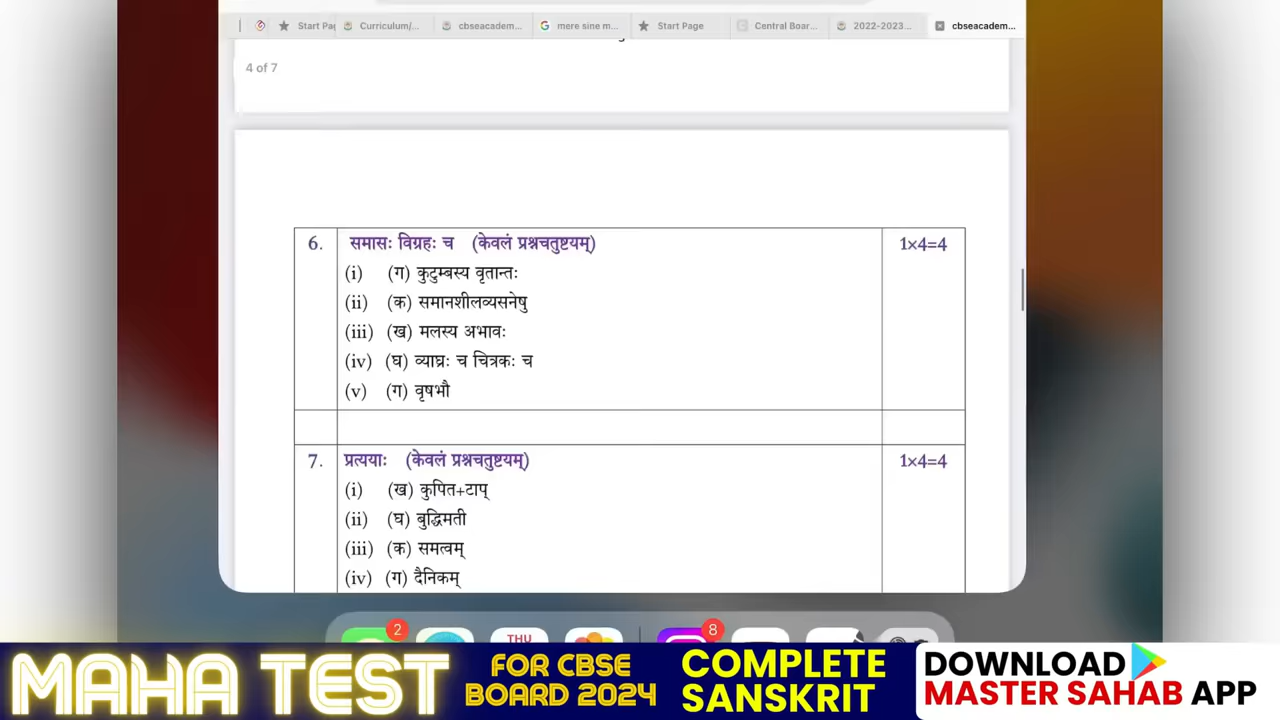 Start Pag
Curriculum/...
cbseacadem...
mere sine m...
Start Page
Central Boar...
2022-2023...
cbseacadem...
4 of 7
6. समासः विग्रहः च (केवलं प्रश्नचतुष्टयम्) 1×4=4
(i) (ग) कुटुम्बस्य वृतान्तः
(ii) (क) समानशीलव्यसनेषु
(iii) (ख) मलस्य अभावः
(iv) (घ) व्याघ्रः च चित्रकः च
(v) (ग) वृषभौ
7. प्रत्ययाः (केवलं प्रश्नचतुष्टयम्) 1×4=4
(i) (ख) कुपित+टाप्
(ii) (घ) बुद्धिमती
(iii) (क) समत्वम्
(iv) (ग) दैनिकम्
2
THU
8
MAHA TEST
FOR CBSE
BOARD 2024
COMPLETE
SANSKRIT
DOWNLOAD
MASTER SAHAB APP